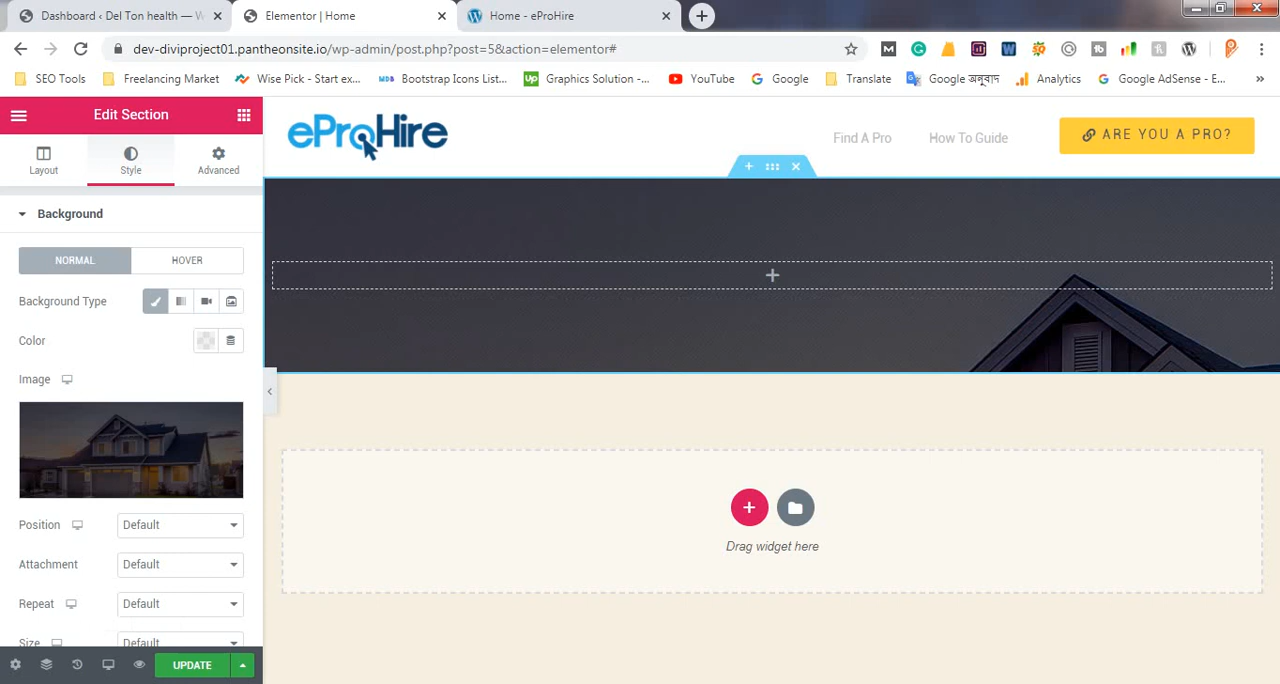 Dashboard ‹ Del Ton health — W
Elementor | Home
Home - eProHire
dev-diviproject01.pantheonsite.io/wp-admin/post.php?post=5&action=elementor#
SEO Tools
Freelancing Market
Wise Pick - Start ex...
MDB Bootstrap Icons List...
Up Graphics Solution -...
YouTube
Google
Translate
Google অনুবাদ
Analytics
Google AdSense - E...
»
Edit Section
eProHire
Find A Pro
How To Guide
ARE YOU A PRO?
Layout
Style
Advanced
Background
NORMAL
HOVER
Background Type
Color
Image
Position
Default
Attachment
Default
Repeat
Default
Size
Default
Drag widget here
UPDATE